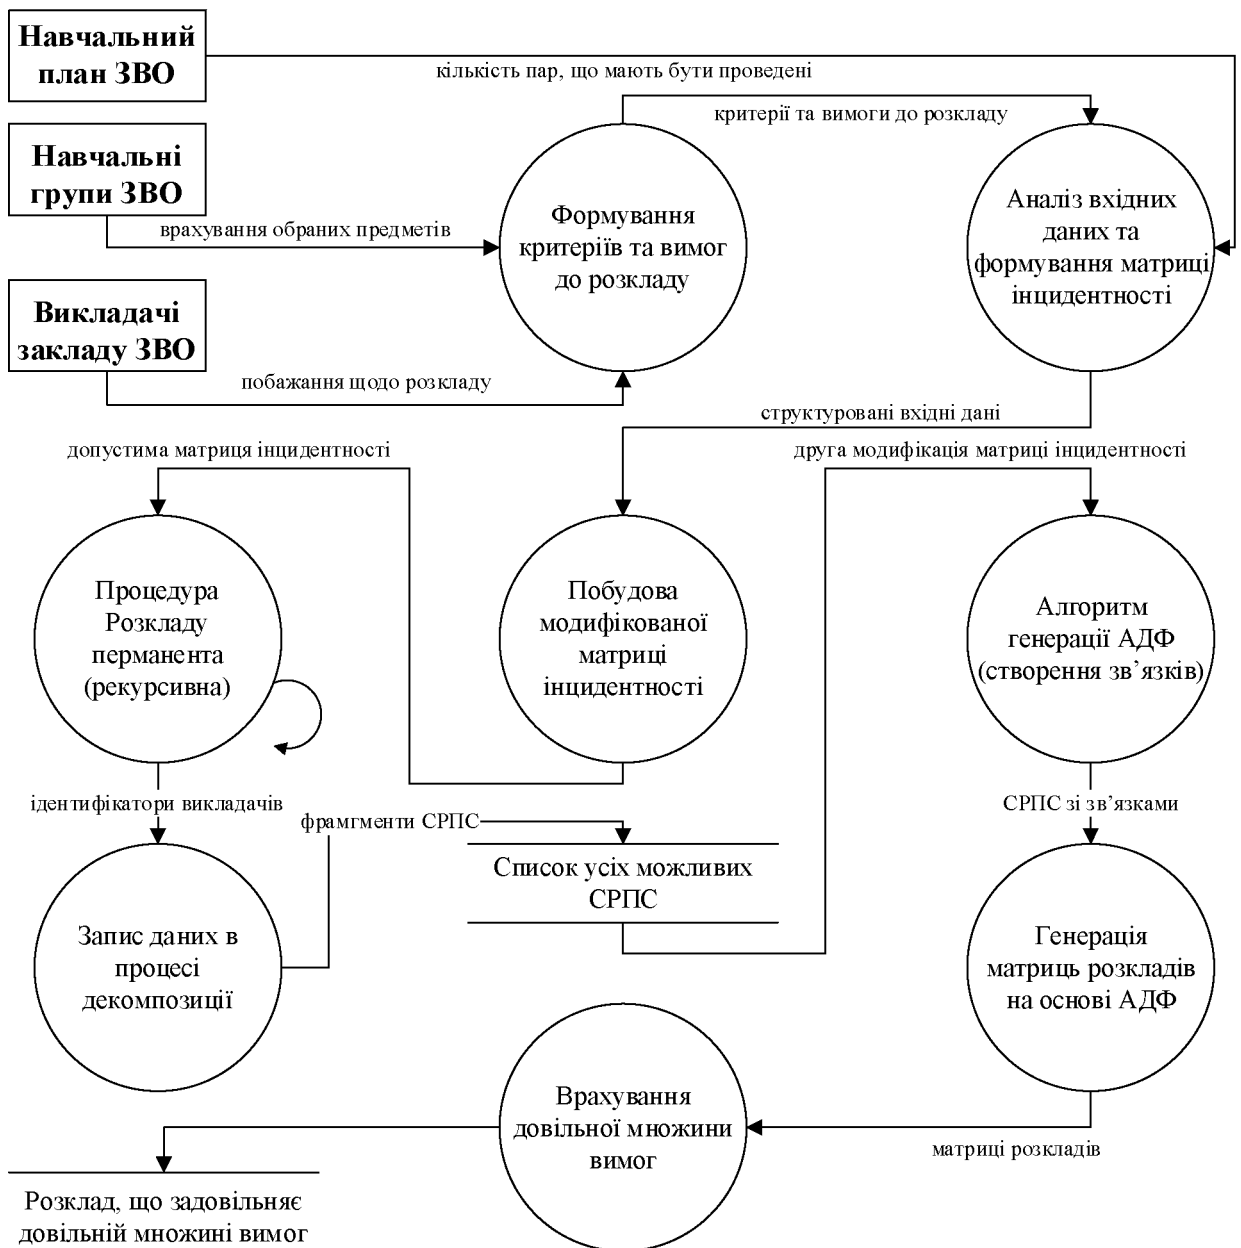 Навчальний
план ЗВО
кількість пар, що мають бути проведені
критерії та вимоги до розкладу
Навчальні
групи ЗВО
врахування обраних предметів
Формування
критеріїв та вимог
до розкладу
Аналіз вхідних
даних та
формування матриці
інцидентності
Викладачі
закладу ЗВО
побажання щодо розкладу
структуровані вхідні дані
допустима матриця інцидентності
друга модифікація матриці інцидентності
Процедура
Розкладу
перманента
(рекурсивна)
Побудова
модифікованої
матриці
інцидентності
Алгоритм
генерації АДФ
(створення зв’язків)
ідентифікатори викладачів
фрамгменти СРПС
СРПС зі зв’язками
Список усіх можливих
СРПС
Запис даних в
процесі
декомпозиції
Генерація
матриць розкладів
на основі АДФ
Врахування
довільної множини
вимог
матриці розкладів
Розклад, що задовільняє
довільній множині вимог